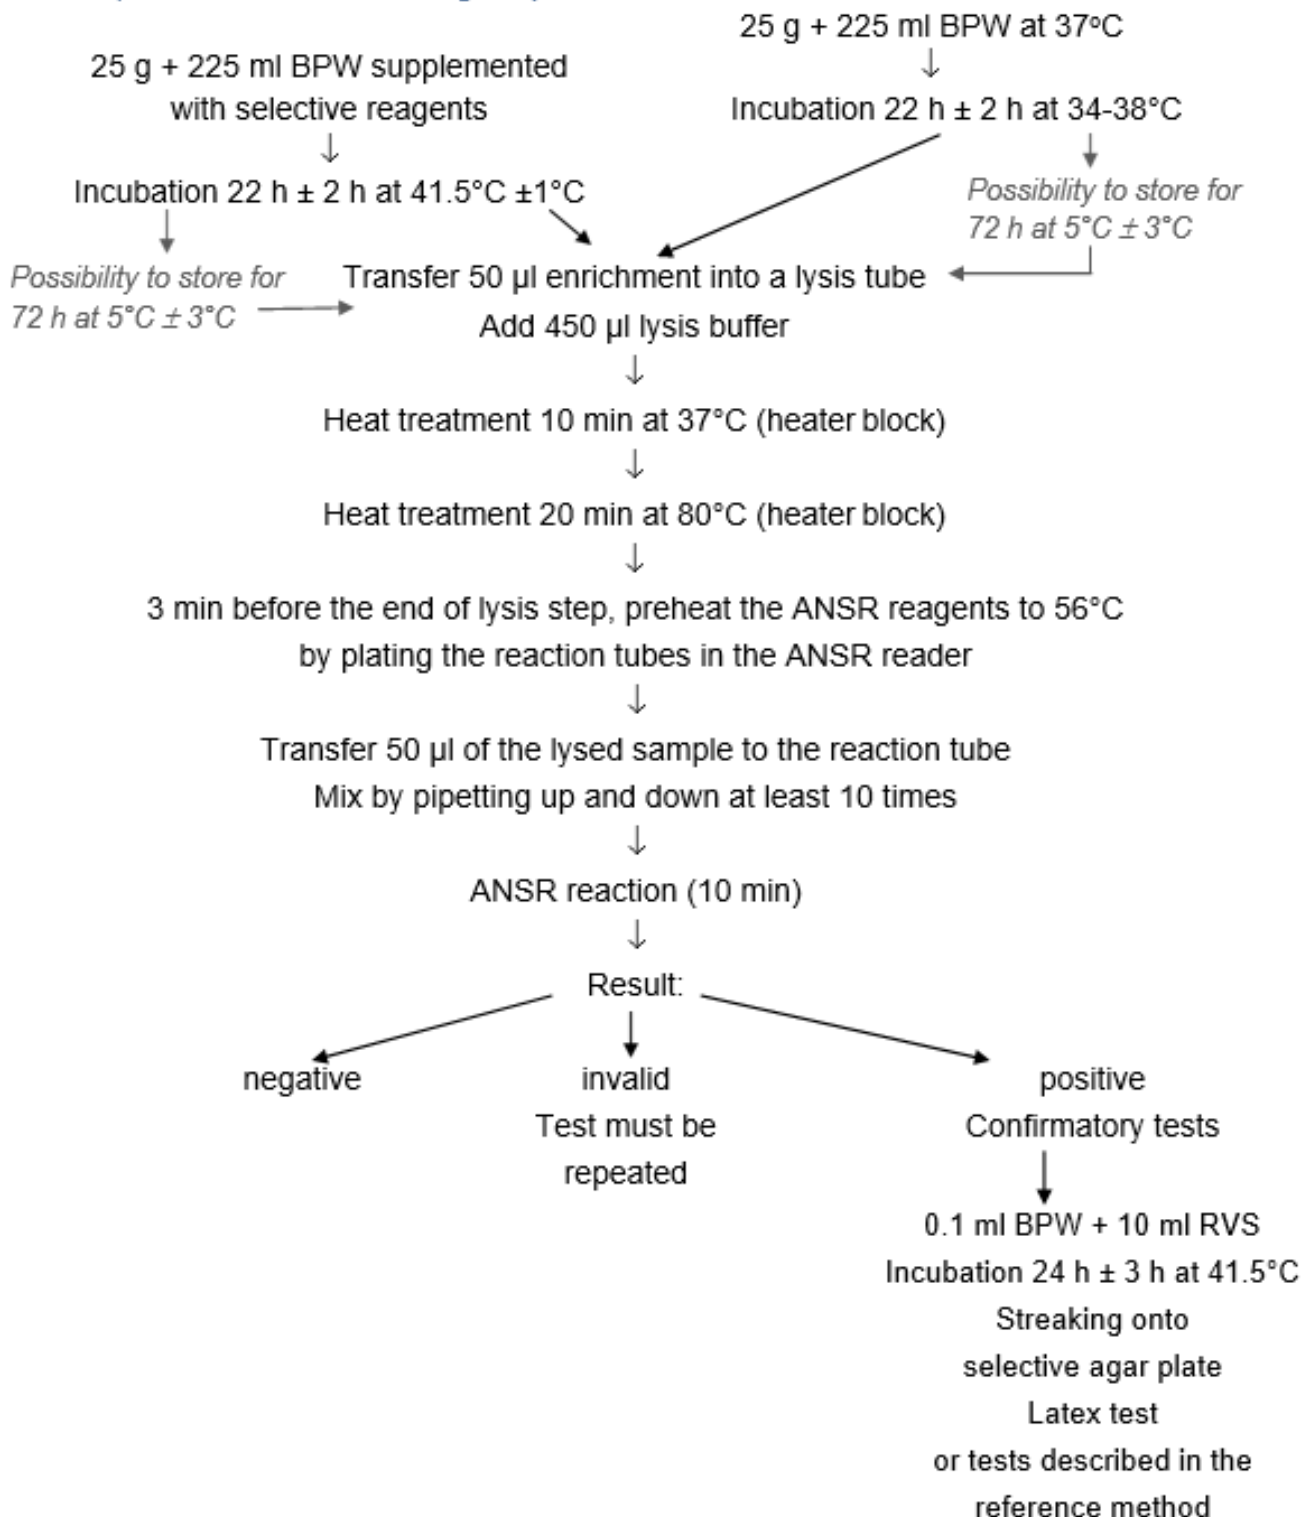 25 g + 225 ml BPW supplemented
with selective reagents
↓
Incubation 22 h ± 2 h at 41.5°C ±1°C
Possibility to store for
72 h at 5°C ± 3°C
25 g + 225 ml BPW at 37°C
↓
Incubation 22 h ± 2 h at 34-38°C
Possibility to store for
72 h at 5°C ± 3°C
Transfer 50 µl enrichment into a lysis tube
Add 450 µl lysis buffer
↓
Heat treatment 10 min at 37°C (heater block)
↓
Heat treatment 20 min at 80°C (heater block)
↓
3 min before the end of lysis step, preheat the ANSR reagents to 56°C
by plating the reaction tubes in the ANSR reader
↓
Transfer 50 µl of the lysed sample to the reaction tube
Mix by pipetting up and down at least 10 times
↓
ANSR reaction (10 min)
↓
Result:
negative
invalid
Test must be
repeated
positive
Confirmatory tests
0.1 ml BPW + 10 ml RVS
Incubation 24 h ± 3 h at 41.5°C
Streaking onto
selective agar plate
Latex test
or tests described in the
reference method